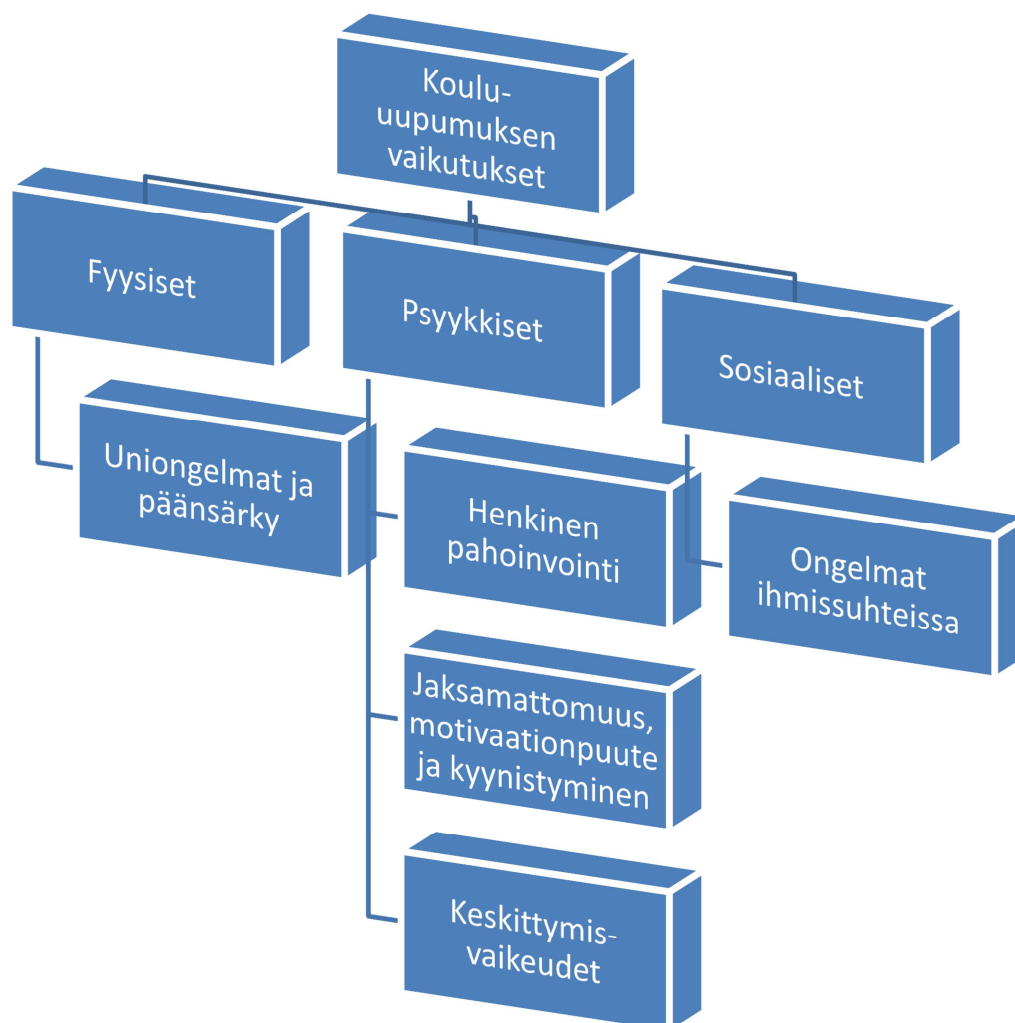 Koulu-
uupumuksen
vaikutukset
Fyysiset
Psyykkiset
Sosiaaliset
Uniongelmat ja
päänsärky
Henkinen
pahoinvointi
Ongelmat
ihmissuhteissa
Jaksamattomuus,
motivaationpuute
ja kyynistyminen
Keskittymis-
vaikeudet